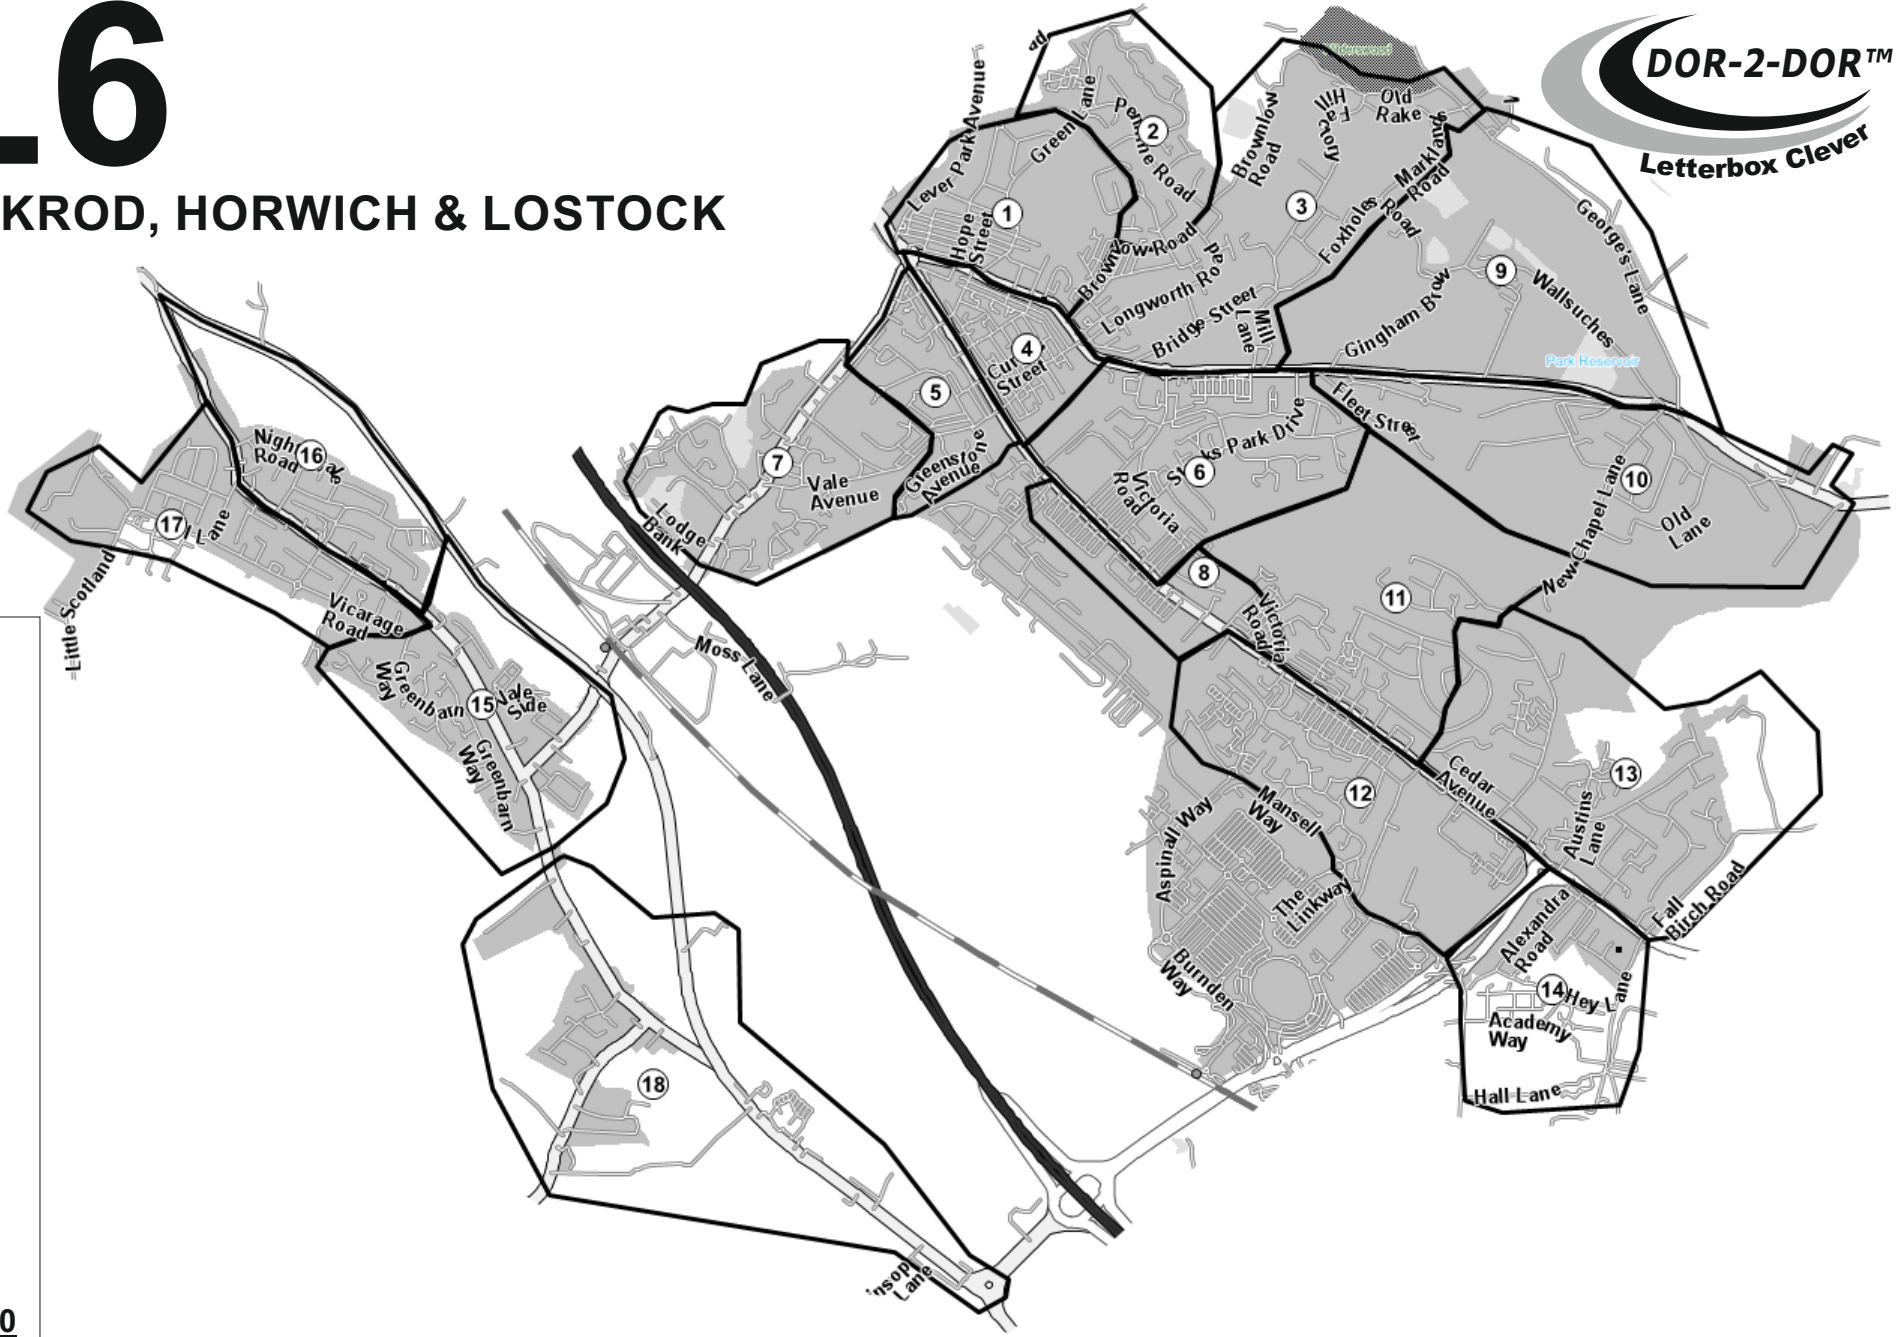 L6
KROD, HORWICH & LOSTOCK
DOR-2-DOR™
Letterbox Clever
Lever Park Avenue
Green Lane
Pennine Road
2
Brownlow
Road
Factory
Hill
Old
Rake
Markland
Road
1
Hope
Street
3
Foxholes Road
George's Lane
9
Wallsuches
Longworth Ro
Bridge Street
Mill
Lane
Gingham Brow
Park Reservoir
4
Street
5
Fleet Street
Park Drive
6
Victoria
Road
7
Vale
Avenue
Greenstone
Avenue
10
Old
Lane
New Chapel Lane
Lodge
Bank
16
Road
17
Lane
Little Scotland
Vicarage
Road
Greenbarn
Way
15
Vale
Side
Greenbarn
Way
Moss Lane
8
Victoria
Road
11
12
Mansell
Way
Cedar
Avenue
13
Austins
Lane
Aspinall Way
The
Linkway
Burnden
Way
Fall
Birch Road
Alexandra
Road
14
Hey Lane
Academy
Way
Hall Lane
18
Lane
0